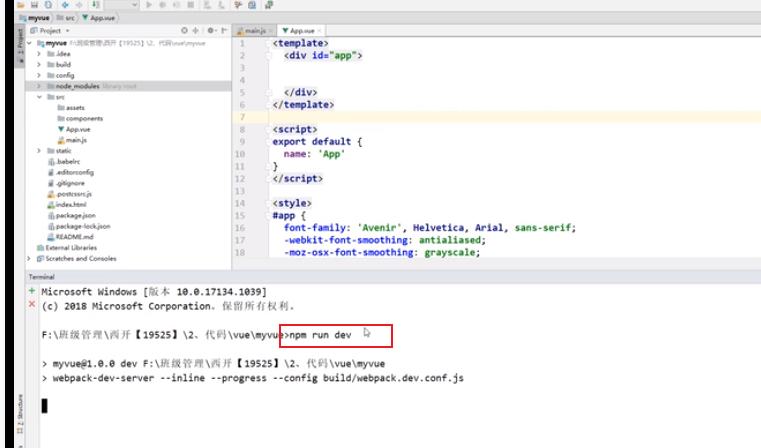 myvue
src
App.vue
Project
main.js
App.vue
1: Project
myvue F:\班级管理\西开【19525】\2、代码\vue\myvue
.idea
build
config
node_modules library root
src
assets
components
App.vue
main.js
static
.babelrc
.editorconfig
.gitignore
.postcssrc.js
index.html
package.json
package-lock.json
README.md
External Libraries
Scratches and Consoles
1 <template>
2 <div id="app">
3
4
5 </div>
6 </template>
7
8 <script>
9 export default {
10 name: 'App'
11 }
12 </script>
13
14 <style>
15 #app {
16 font-family: 'Avenir', Helvetica, Arial, sans-serif;
17 -webkit-font-smoothing: antialiased;
18 -moz-osx-font-smoothing: grayscale;
Terminal
Microsoft Windows [版本 10.0.17134.1039]
(c) 2018 Microsoft Corporation。保留所有权利。
F:\班级管理\西开【19525】\2、代码\vue\myvue>npm run dev
> myvue@1.0.0 dev F:\班级管理\西开【19525】\2、代码\vue\myvue
> webpack-dev-server --inline --progress --config build/webpack.dev.conf.js
2: Structure